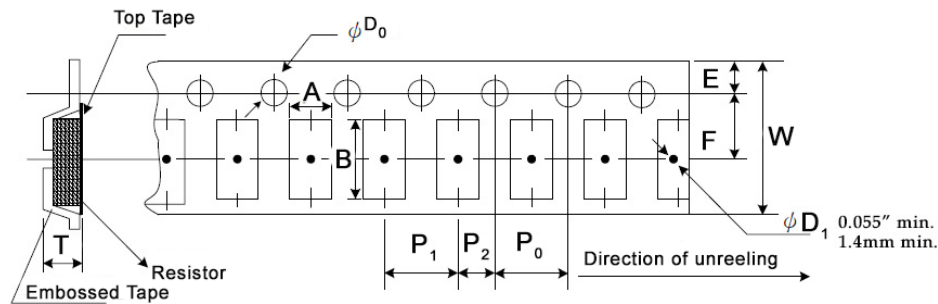 Top Tape
ϕD₀
A
B
E
F
W
T
P₁
P₂
P₀
ϕD₁ 0.055" min.
1.4mm min.
Direction of unreeling
Resistor
Embossed Tape